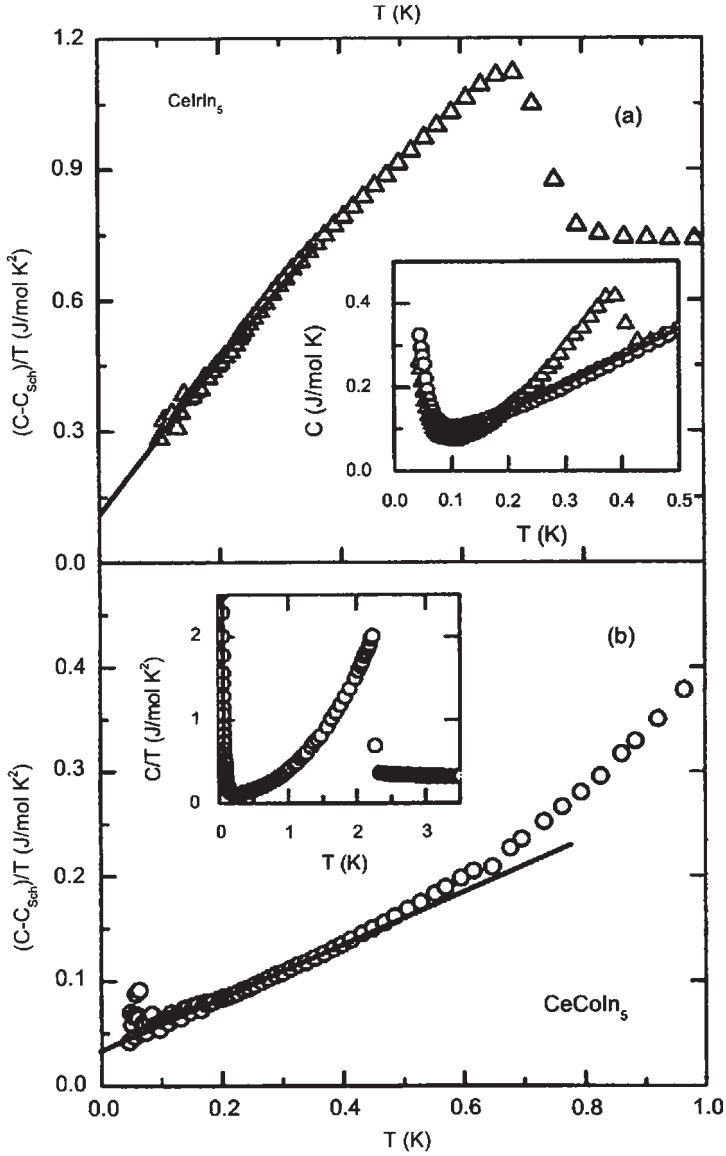 T (K)
1.2
CeIrIn5
(a)
0.9
(C-CSch)/T (J/mol K2)
0.6
0.4
C (J/mol K)
0.2
0.3
0.0
0.0 0.1 0.2 0.3 0.4 0.5
T (K)
0.0
2
(b)
C/T (J/mol K2)
0.4
1
0.3
0
0 1 2 3
T (K)
(C-CSch)/T (J/mol K2)
0.2
0.1
CeCoIn5
0.0
0.0 0.2 0.4 0.6 0.8 1.0
T (K)